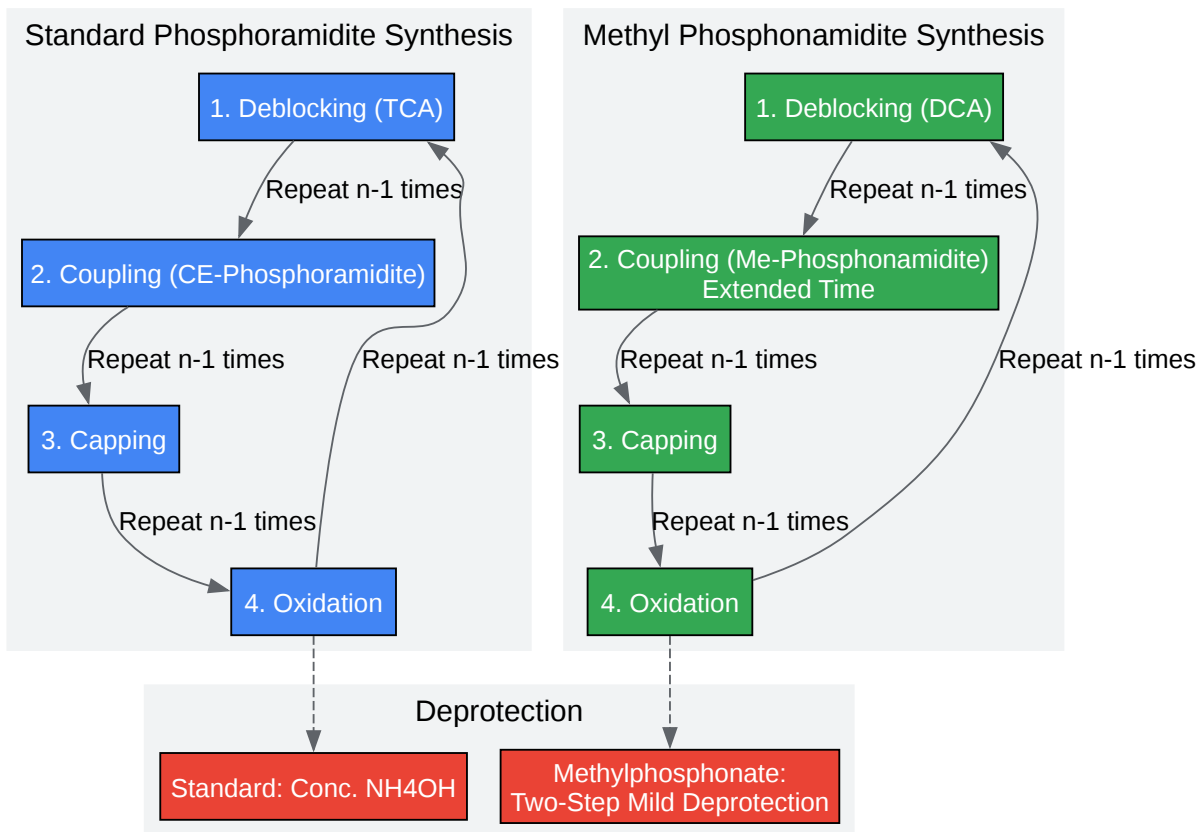 Standard Phosphoramidite Synthesis
1. Deblocking (TCA)
Repeat n-1 times
2. Coupling (CE-Phosphoramidite)
Repeat n-1 times
Repeat n-1 times
3. Capping
Repeat n-1 times
4. Oxidation
Methyl Phosphonamidite Synthesis
1. Deblocking (DCA)
Repeat n-1 times
2. Coupling (Me-Phosphonamidite)
Extended Time
Repeat n-1 times
Repeat n-1 times
3. Capping
Repeat n-1 times
4. Oxidation
Deprotection
Standard: Conc. NH4OH
Methylphosphonate:
Two-Step Mild Deprotection